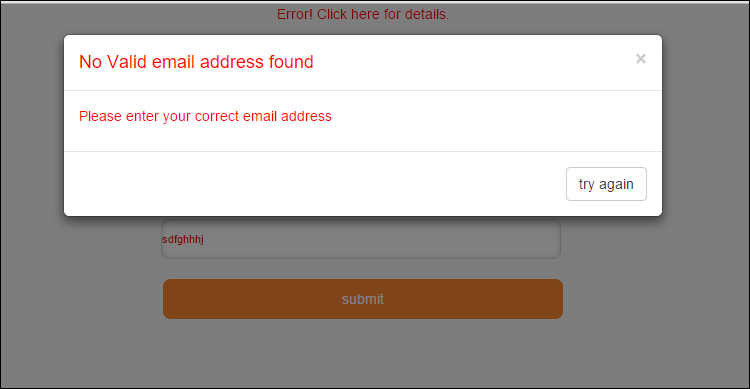 Error! Click here for details.
No Valid email address found
×
Please enter your correct email address
try again
sdfghhhj
submit